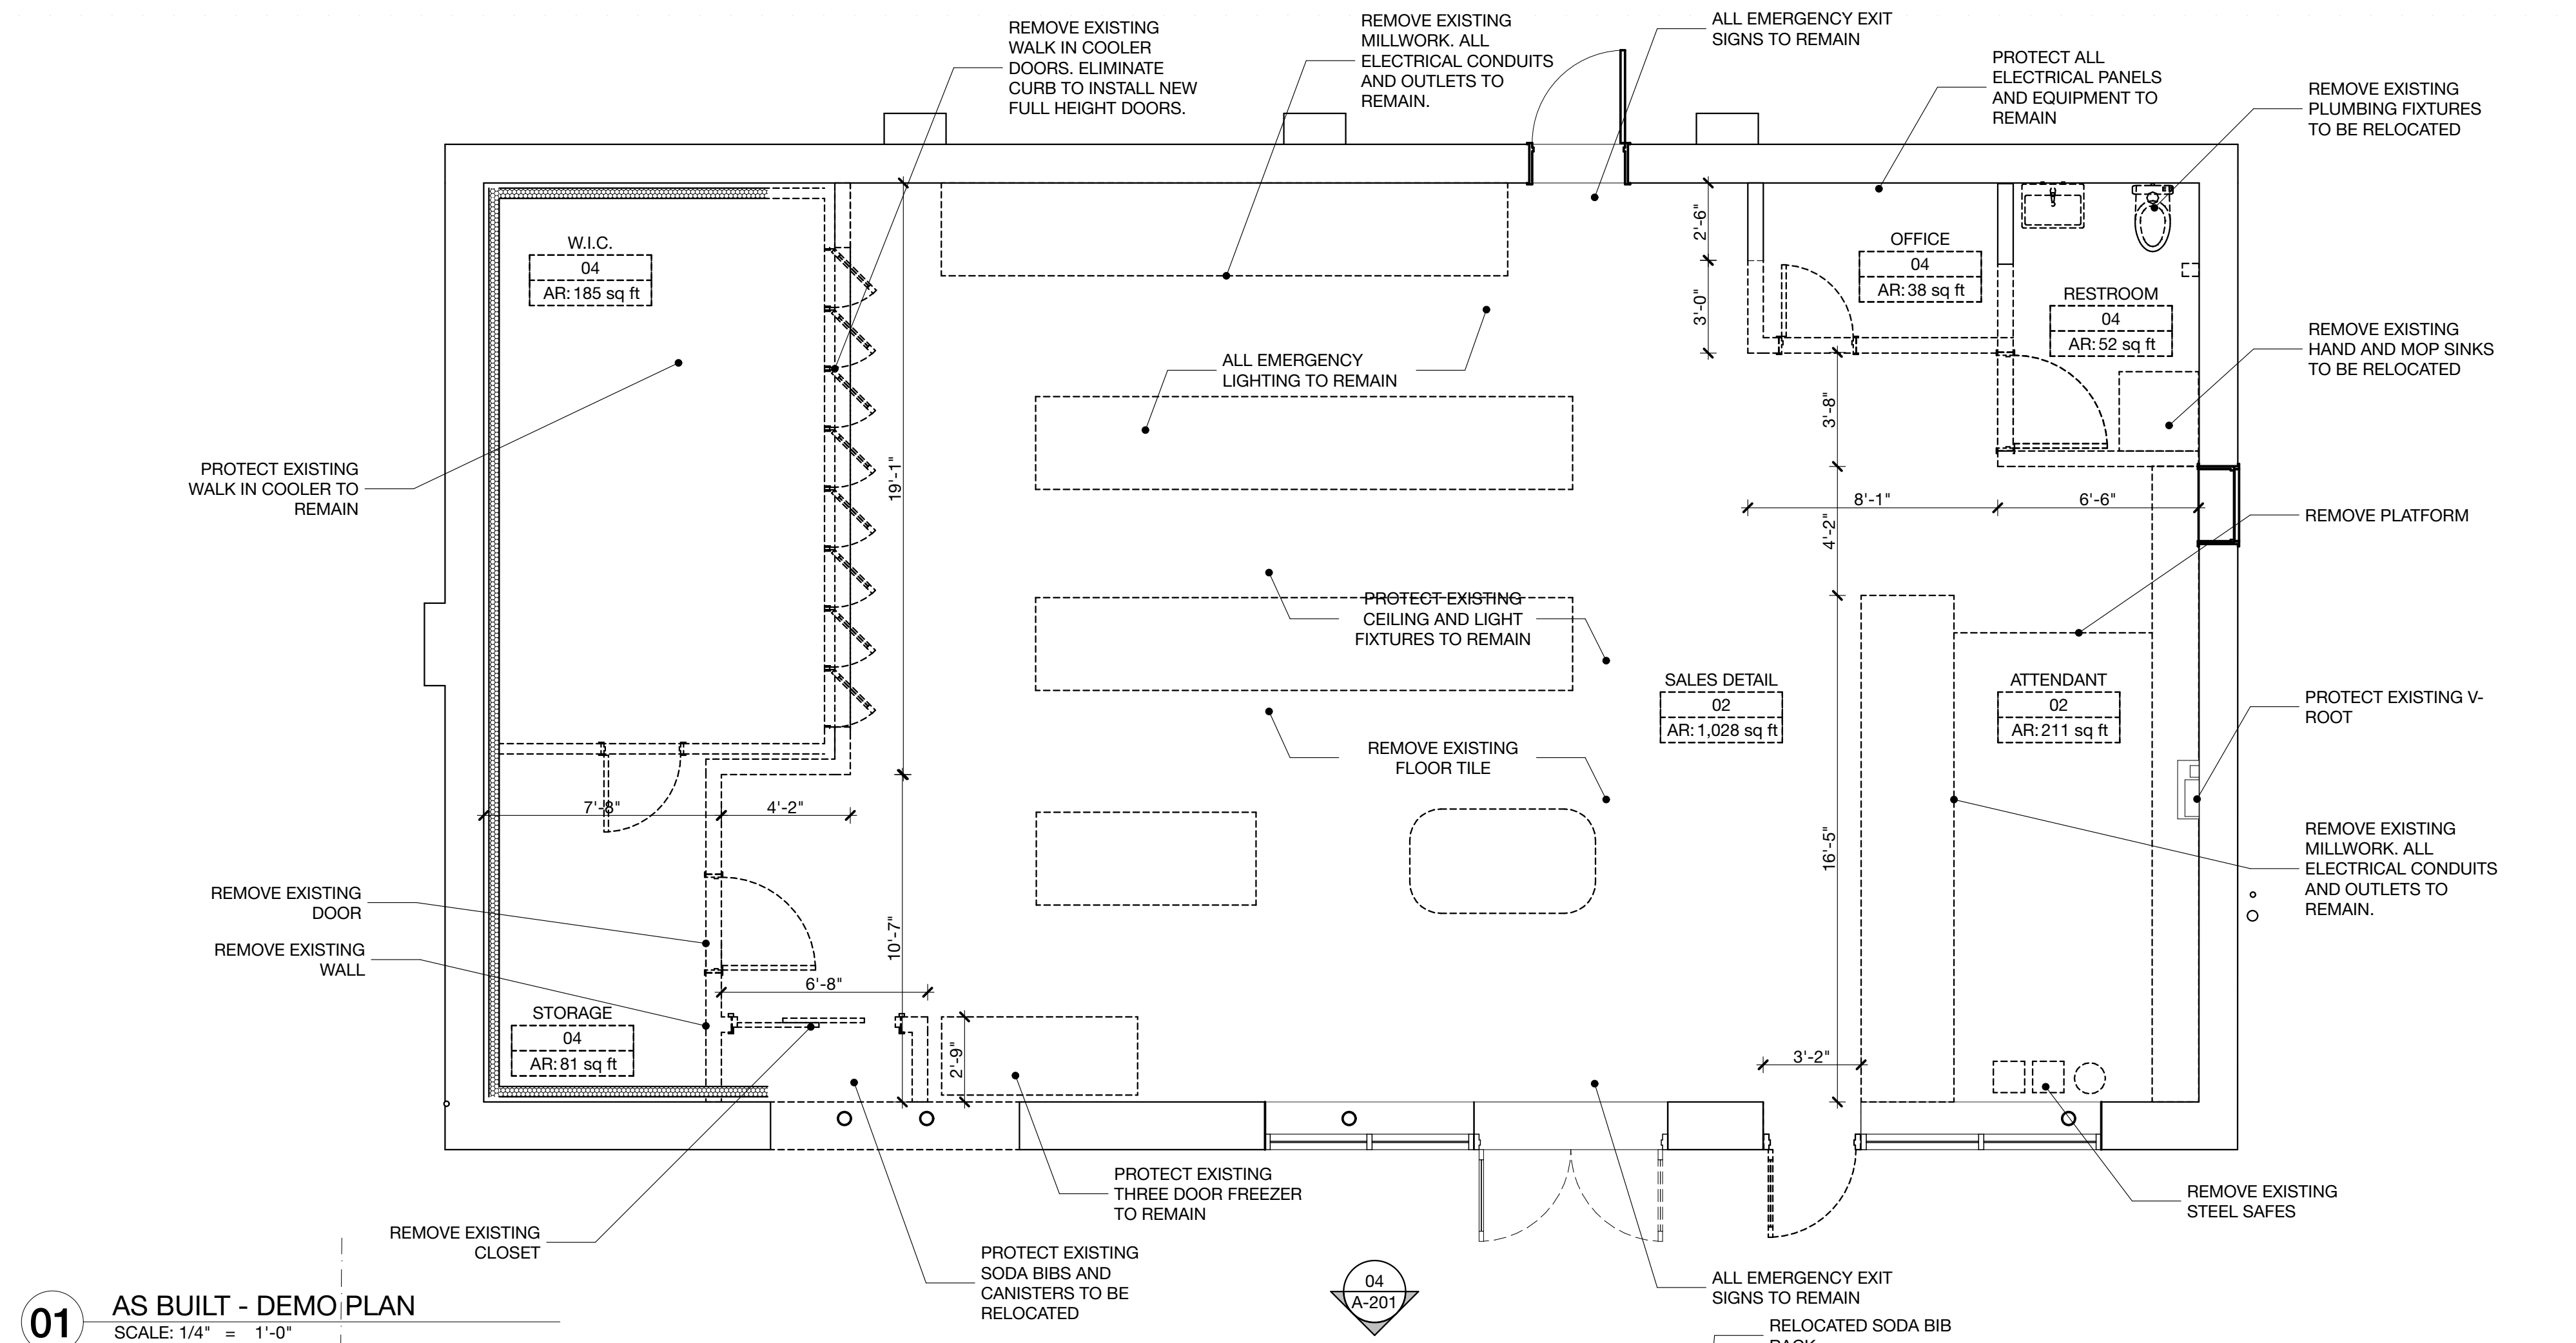 REMOVE EXISTING
WALK IN COOLER
DOORS. ELIMINATE
CURB TO INSTALL NEW
FULL HEIGHT DOORS.
REMOVE EXISTING
MILLWORK. ALL
ELECTRICAL CONDUITS
AND OUTLETS TO
REMAIN.
ALL EMERGENCY EXIT
SIGNS TO REMAIN
PROTECT ALL
ELECTRICAL PANELS
AND EQUIPMENT TO
REMAIN
REMOVE EXISTING
PLUMBING FIXTURES
TO BE RELOCATED
W.I.C.
04
AR: 185 sq ft
2'-6"
3'-0"
OFFICE
04
AR: 38 sq ft
RESTROOM
04
AR: 52 sq ft
REMOVE EXISTING
HAND AND MOP SINKS
TO BE RELOCATED
ALL EMERGENCY
LIGHTING TO REMAIN
3'-8"
PROTECT EXISTING
WALK IN COOLER TO
REMAIN
19'-1"
8'-1"
6'-6"
4'-2"
REMOVE PLATFORM
PROTECT EXISTING
CEILING AND LIGHT
FIXTURES TO REMAIN
SALES DETAIL
02
AR: 1,028 sq ft
ATTENDANT
02
AR: 211 sq ft
PROTECT EXISTING V-
ROOT
REMOVE EXISTING
FLOOR TILE
7'-8"
4'-2"
16'-5"
REMOVE EXISTING
MILLWORK. ALL
ELECTRICAL CONDUITS
AND OUTLETS TO
REMAIN.
REMOVE EXISTING
DOOR
REMOVE EXISTING
WALL
10'-7"
6'-8"
STORAGE
04
AR: 81 sq ft
2'-9"
3'-2"
PROTECT EXISTING
THREE DOOR FREEZER
TO REMAIN
REMOVE EXISTING
STEEL SAFES
REMOVE EXISTING
CLOSET
PROTECT EXISTING
SODA BIBS AND
CANISTERS TO BE
RELOCATED
04
A-201
ALL EMERGENCY EXIT
SIGNS TO REMAIN
RELOCATED SODA BIB
RACK
01
AS BUILT - DEMO PLAN
SCALE: 1/4" = 1'-0"